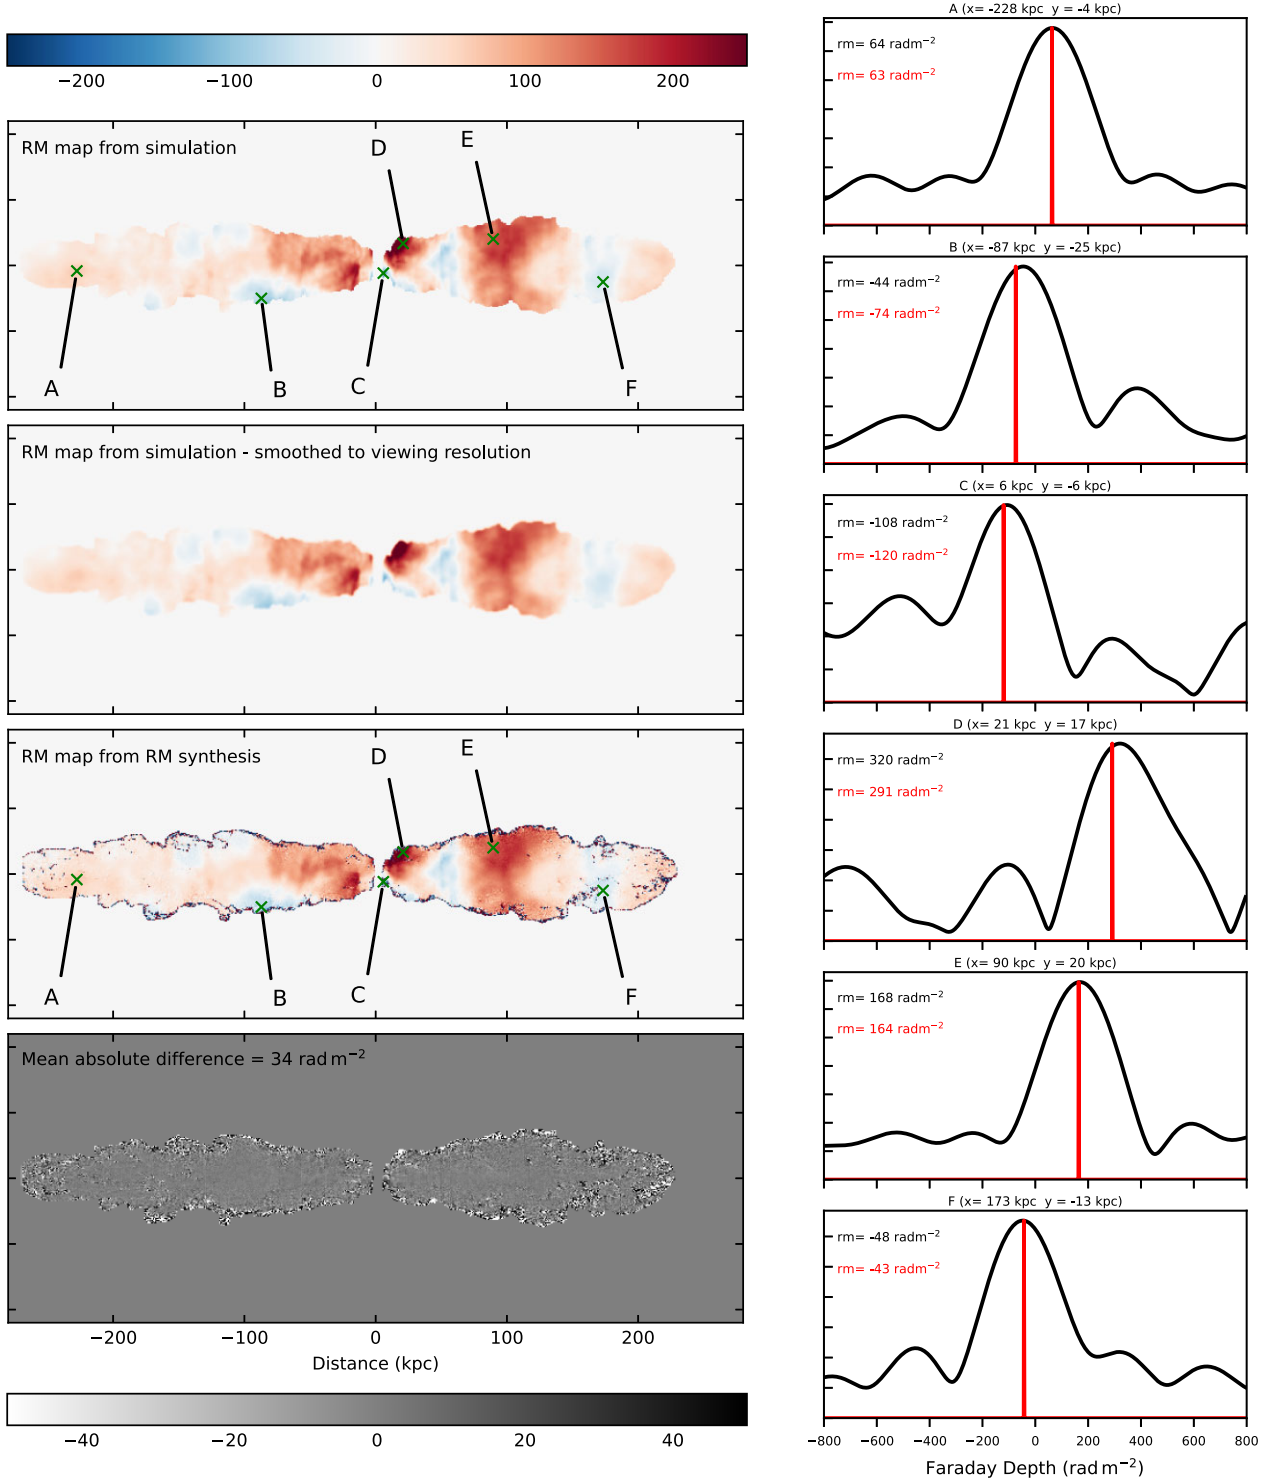 −200 −100 0 100 200
RM map from simulation
D
E
A
B
C
F
RM map from simulation - smoothed to viewing resolution
RM map from RM synthesis
D
E
A
B
C
F
Mean absolute difference = 34 rad m⁻²
−200 −100 0 100 200
Distance (kpc)
−40 −20 0 20 40
A (x= -228 kpc y = -4 kpc)
rm= 64 radm⁻²
rm= 63 radm⁻²
B (x= -87 kpc y = -25 kpc)
rm= -44 radm⁻²
rm= -74 radm⁻²
C (x= 6 kpc y = -6 kpc)
rm= -108 radm⁻²
rm= -120 radm⁻²
D (x= 21 kpc y = 17 kpc)
rm= 320 radm⁻²
rm= 291 radm⁻²
E (x= 90 kpc y = 20 kpc)
rm= 168 radm⁻²
rm= 164 radm⁻²
F (x= 173 kpc y = -13 kpc)
rm= -48 radm⁻²
rm= -43 radm⁻²
−800 −600 −400 −200 0 200 400 600 800
Faraday Depth (rad m⁻²)